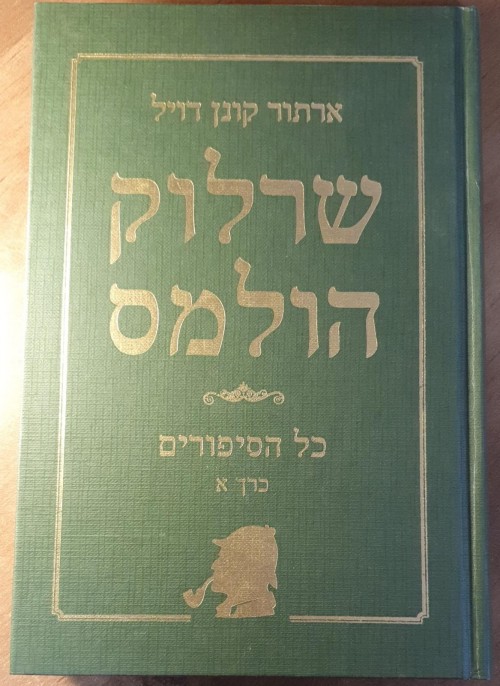 ארתור קונן דויל
שרלוק
הולמס
כל הסיפורים
כרך א